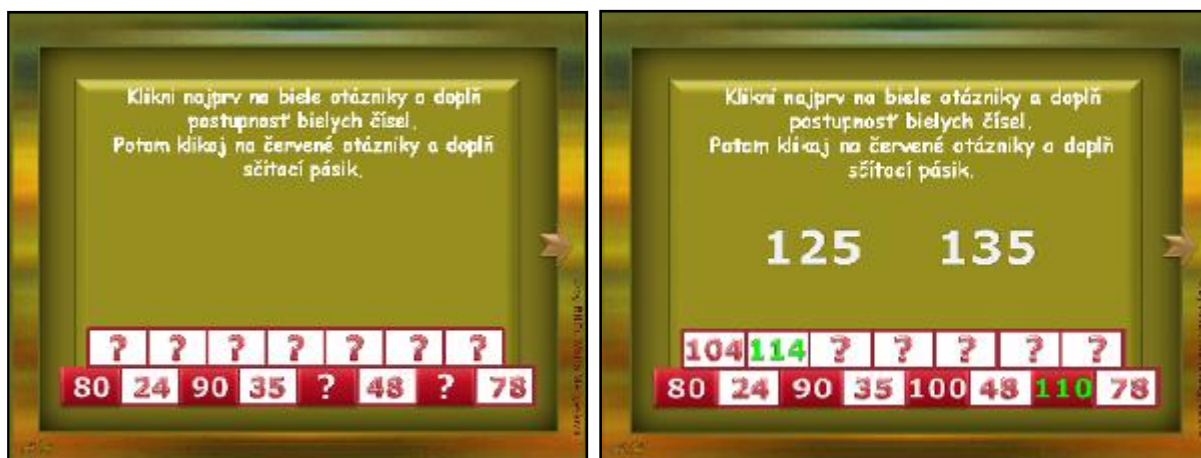 Klikni najprv na biele otázniky a doplň
postupnosť bielych čísel.
Potom klikaj na červené otázniky a doplň
sčítací pásik.
? ? ? ? ? ? ?
80 24 90 35 ? 48 ? 78
Klikni najprv na biele otázniky a doplň
postupnosť bielych čísel.
Potom klikaj na červené otázniky a doplň
sčítací pásik.
125 135
104 114 ? ? ? ? ?
80 24 90 35 100 48 110 78